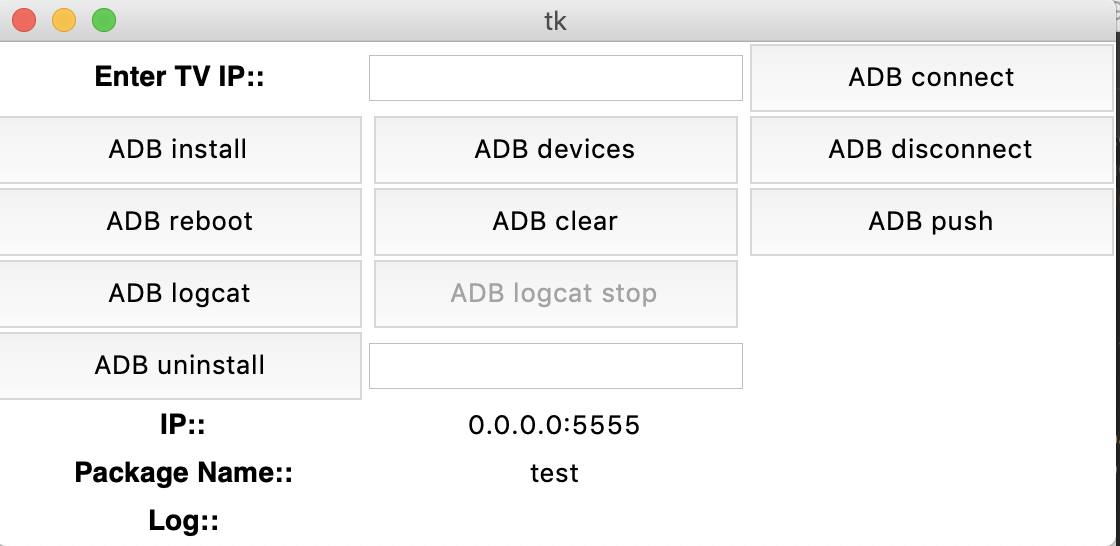 tk
Enter TV IP:: ADB connect
ADB install ADB devices ADB disconnect
ADB reboot ADB clear ADB push
ADB logcat ADB logcat stop
ADB uninstall
IP:: 0.0.0.0:5555
Package Name:: test
Log::